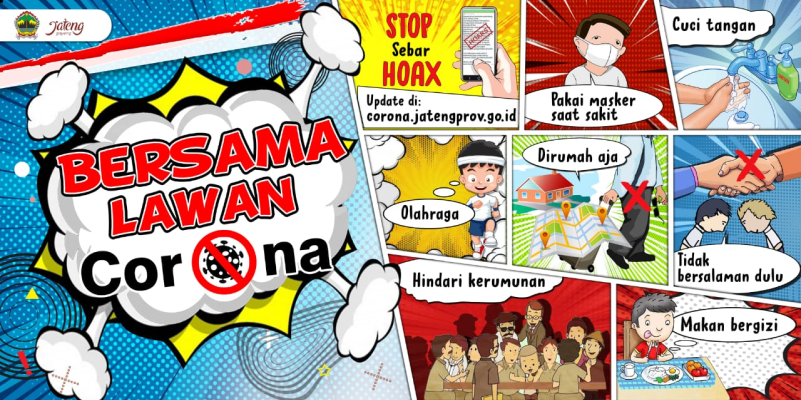 Jateng
BERSAMA
LAWAN
Corona
STOP
Sebar
HOAX
HOAKS
Update di:
corona.jatengprov.go.id
Pakai masker
saat sakit
Cuci tangan
Olahraga
Dirumah aja
Tidak
bersalaman dulu
Hindari kerumunan
Makan bergizi